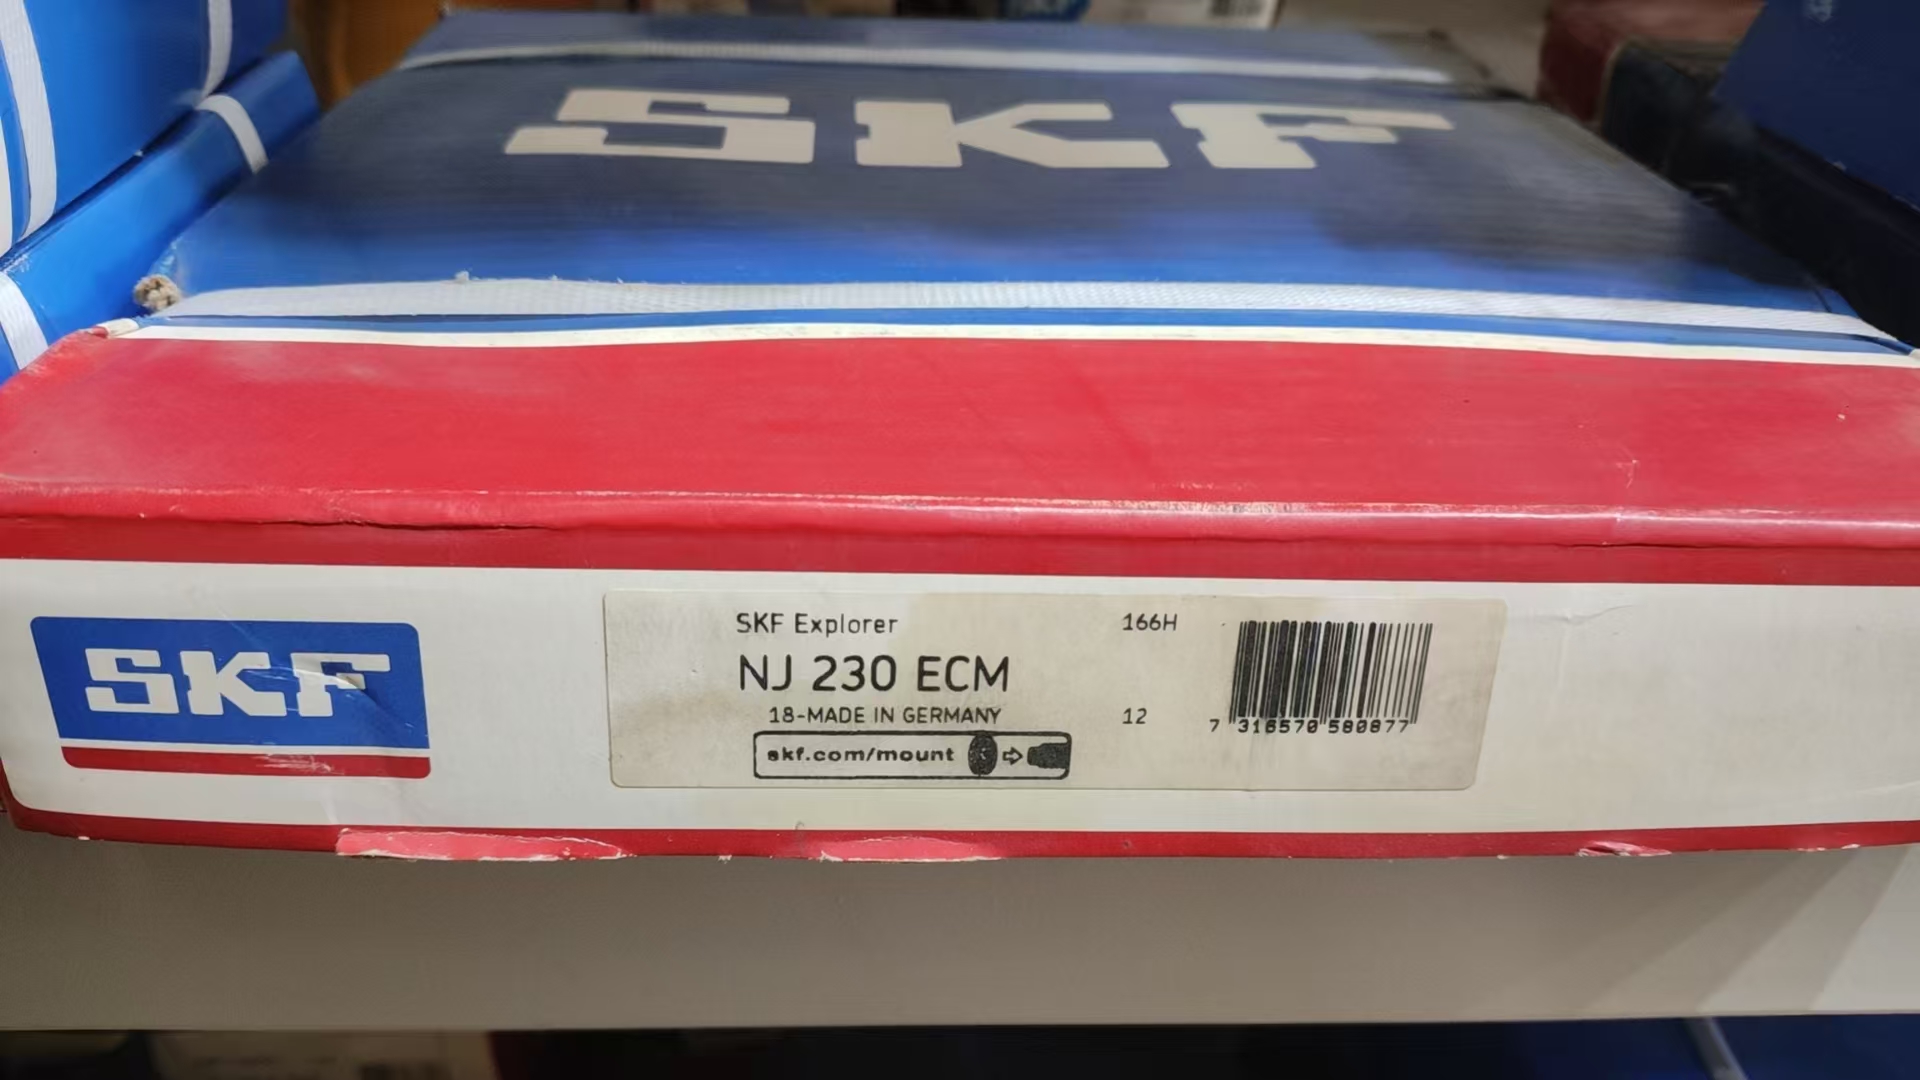 SKF
SKF
SKF Explorer
166H
NJ 230 ECM
18-MADE IN GERMANY
12
7 316570 580877
skf.com/mount